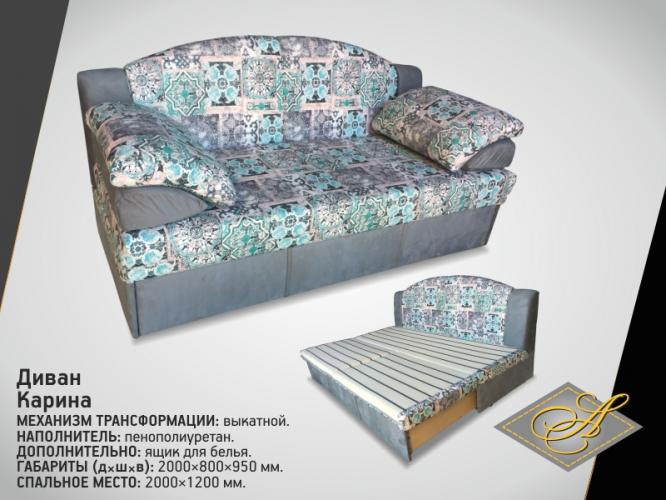 Диван
Карина
МЕХАНИЗМ ТРАНСФОРМАЦИИ: выкатной.
НАПОЛНИТЕЛЬ: пенополиуретан.
ДОПОЛНИТЕЛЬНО: ящик для белья.
ГАБАРИТЫ (дхшхв): 2000×800×950 мм.
СПАЛЬНОЕ МЕСТО: 2000×1200 мм.
А